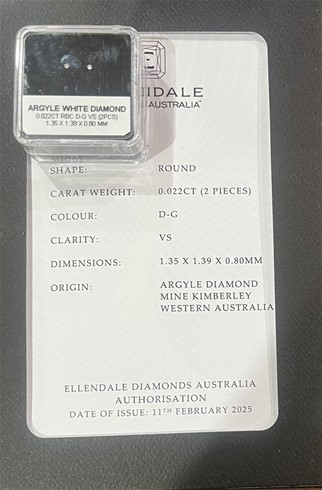 ARGYLE WHITE DIAMOND
0.022CT RBC D-G VS (2PCS)
1.35 X 1.39 X 0.80 MM
NDALE
AUSTRALIA™
SHAPE: ROUND
CARAT WEIGHT: 0.022CT (2 PIECES)
COLOUR: D-G
CLARITY: VS
DIMENSIONS: 1.35 X 1.39 X 0.80MM
ORIGIN: ARGYLE DIAMOND
MINE KIMBERLEY
WESTERN AUSTRALIA
ELLENDALE DIAMONDS AUSTRALIA
AUTHORISATION
DATE OF ISSUE: 11TH FEBRUARY 2025